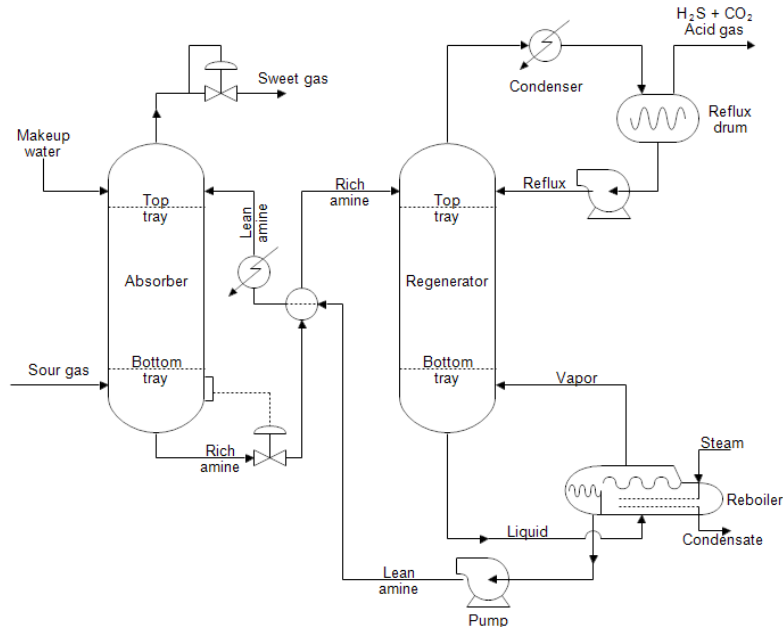 H₂S + CO₂
Acid gas
Sweet gas
Condenser
Reflux
drum
Makeup
water
Rich
amine
Reflux
Top
tray
Lean
amine
Top
tray
Absorber
Regenerator
Bottom
tray
Bottom
tray
Sour gas
Vapor
Rich
amine
Steam
Reboiler
Liquid
Condensate
Lean
amine
Pump